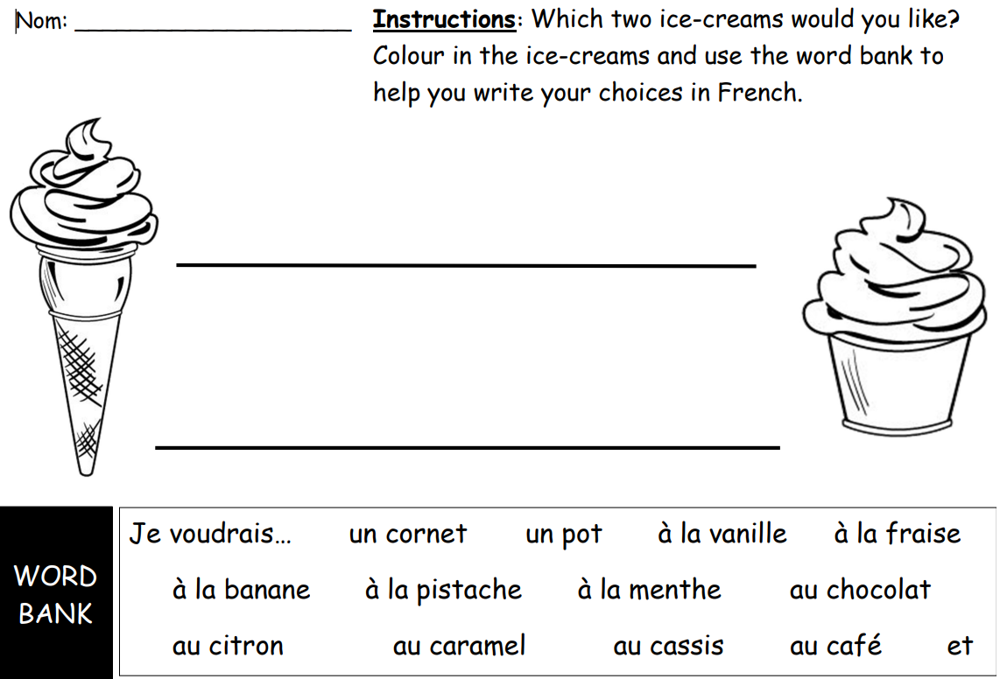 Nom: ______________________
Instructions: Which two ice-creams would you like?
Colour in the ice-creams and use the word bank to
help you write your choices in French.
WORD
BANK
Je voudrais... un cornet un pot à la vanille à la fraise
à la banane à la pistache à la menthe au chocolat
au citron au caramel au cassis au café et